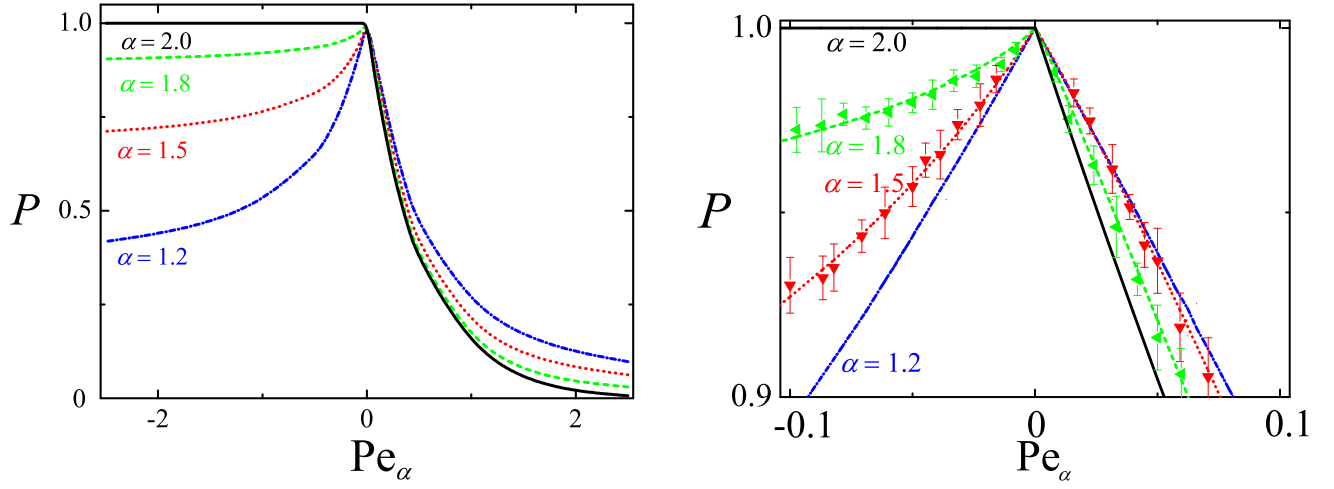 1.0
α = 2.0
α = 1.8
α = 1.5
P
0.5
α = 1.2
0
-2
0
2
Peα
1.0
α = 2.0
α = 1.8
α = 1.5
P
α = 1.2
0.9
-0.1
0
0.1
Peα